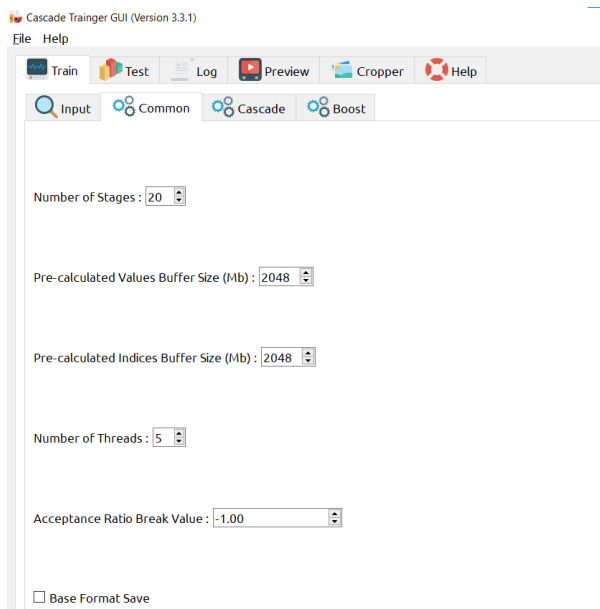 Cascade Trainger GUI (Version 3.3.1)
File Help
Train Test Log Preview Cropper Help
Input Common Cascade Boost
Number of Stages : 20
Pre-calculated Values Buffer Size (Mb) : 2048
Pre-calculated Indices Buffer Size (Mb) : 2048
Number of Threads : 5
Acceptance Ratio Break Value : -1.00
Base Format Save